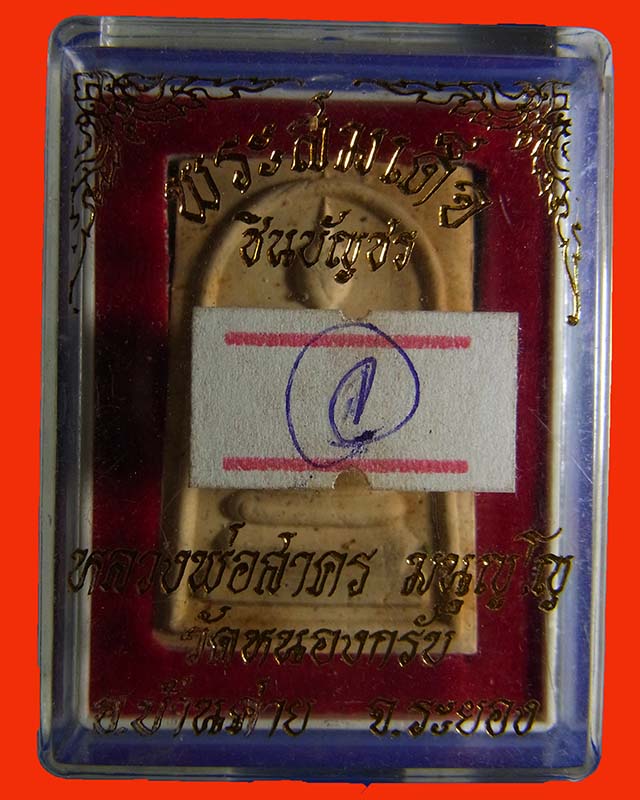 พระสมเด็จ
ชินบัญชร
๑
หลวงพ่อสาคร มนุญฺโญ
วัดหนองกรับ
อ.บ้านค่าย จ.ระยอง